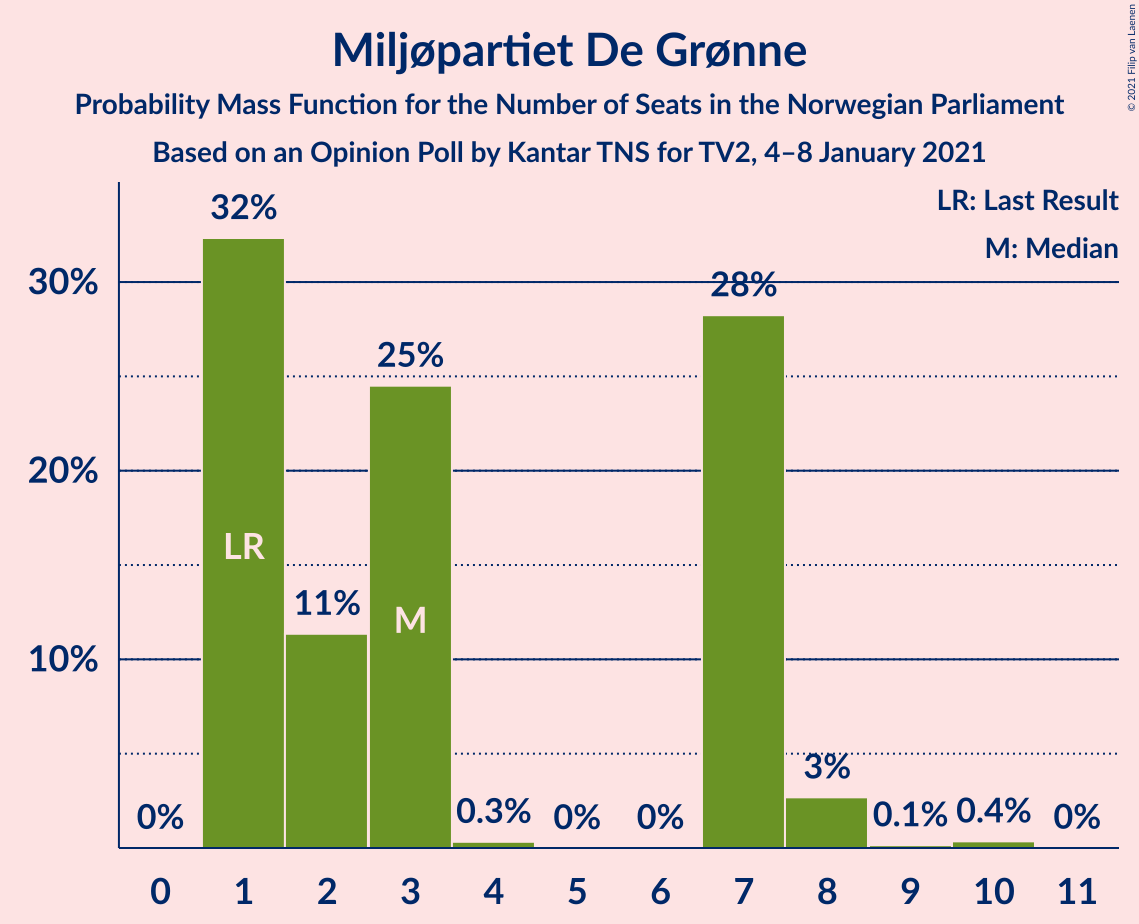 © 2021 Filip van Laenen
Miljøpartiet De Grønne
Probability Mass Function for the Number of Seats in the Norwegian Parliament
Based on an Opinion Poll by Kantar TNS for TV2, 4–8 January 2021
LR: Last Result
M: Median
30%
20%
10%
0%
32%
11%
25%
0.3%
0%
0%
28%
3%
0.1%
0.4%
0%
LR
M
0 1 2 3 4 5 6 7 8 9 10 11